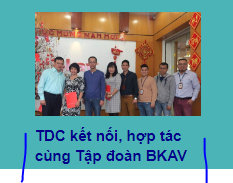 TDC kết nối, hợp tác
cùng Tập đoàn BKAV